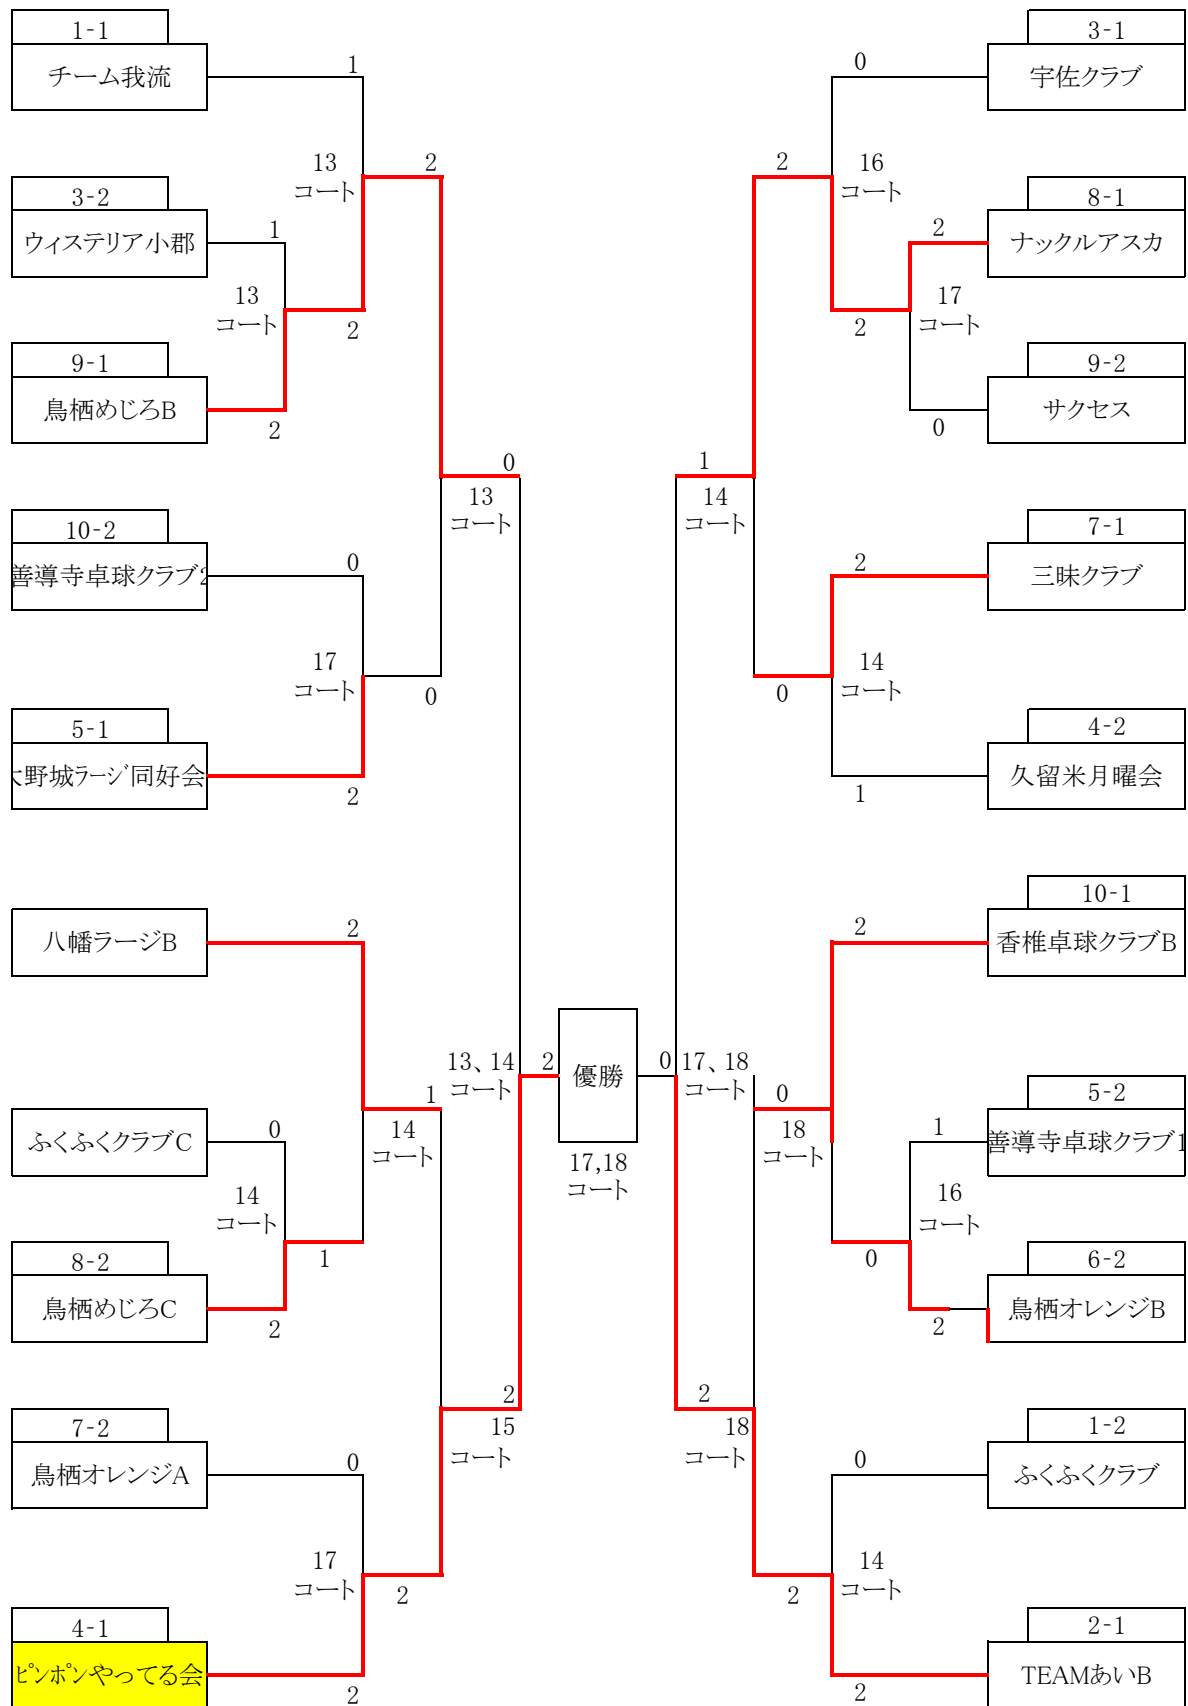 1-1
チーム我流
1
13
コート
2
3-2
ウィステリア小郡
1
13
コート
2
9-1
鳥栖めじろB
2
0
13
コート
10-2
善導寺卓球クラブ2
0
17
コート
0
5-1
大野城ラージ同好会
2
八幡ラージB
2
13、14
コート
2
1
14
コート
ふくふくクラブC
0
14
コート
1
8-2
鳥栖めじろC
2
2
15
コート
7-2
鳥栖オレンジA
0
17
コート
2
4-1
ピンポンやってる会
2
優勝
17,18
コート
3-1
宇佐クラブ
0
2
16
コート
8-1
ナックルアスカ
2
17
コート
2
9-2
サクセス
0
1
14
コート
7-1
三昧クラブ
2
14
コート
0
4-2
久留米月曜会
1
10-1
香椎卓球クラブB
2
0
17、18
コート
0
18
コート
5-2
善導寺卓球クラブ1
1
16
コート
0
6-2
鳥栖オレンジB
2
2
18
コート
1-2
ふくふくクラブ
0
14
コート
2
2-1
TEAMあいB
2